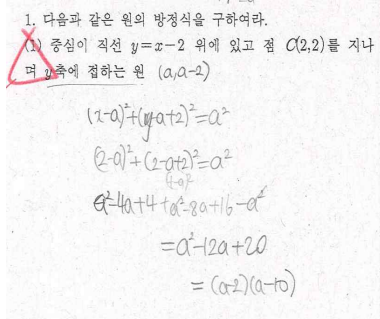 1. 다음과 같은 원의 방정식을 구하여라.
(1) 중심이 직선 y=x-2 위에 있고 점 C(2,2)를 지나
며 y축에 접하는 원 (a,a-2)
(x-a)²+(y-a+2)²=a²
(2-a)²+(2-a+2)²=a²
(4-a)²
a²-4a+4+a²-8a+16-a²
=a²-12a+20
=(a-2)(a-10)